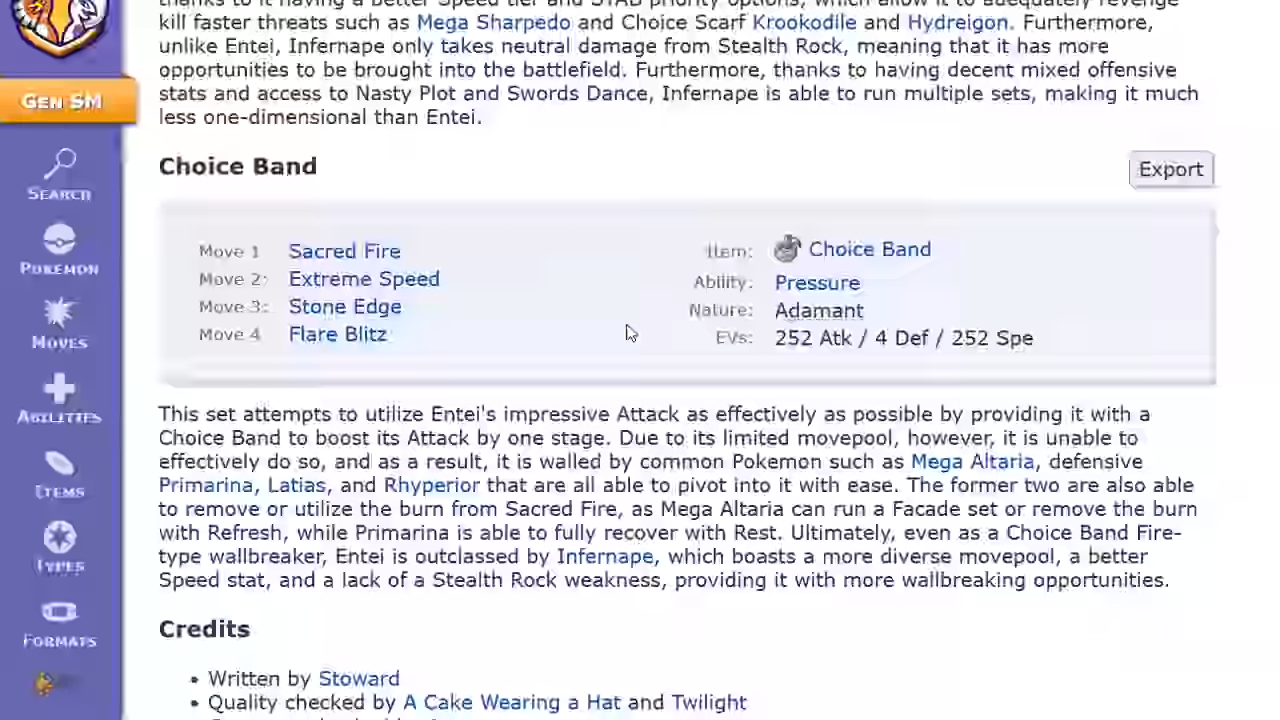 thanks to it having a better Speed tier and STAB priority options, which allow it to adequately revenge
kill faster threats such as Mega Sharpedo and Choice Scarf Krookodile and Hydreigon. Furthermore,
unlike Entei, Infernape only takes neutral damage from Stealth Rock, meaning that it has more
opportunities to be brought into the battlefield. Furthermore, thanks to having decent mixed offensive
stats and access to Nasty Plot and Swords Dance, Infernape is able to run multiple sets, making it much
less one-dimensional than Entei.
GEN SM
SEARCH
POKEMON
MOVES
ABILITIES
ITEMS
TYPES
FORMATS
Choice Band
Export
Move 1 Sacred Fire
Move 2: Extreme Speed
Move 3: Stone Edge
Move 4 Flare Blitz
Item: Choice Band
Ability: Pressure
Nature: Adamant
EVs: 252 Atk / 4 Def / 252 Spe
This set attempts to utilize Entei's impressive Attack as effectively as possible by providing it with a
Choice Band to boost its Attack by one stage. Due to its limited movepool, however, it is unable to
effectively do so, and as a result, it is walled by common Pokemon such as Mega Altaria, defensive
Primarina, Latias, and Rhyperior that are all able to pivot into it with ease. The former two are also able
to remove or utilize the burn from Sacred Fire, as Mega Altaria can run a Facade set or remove the burn
with Refresh, while Primarina is able to fully recover with Rest. Ultimately, even as a Choice Band Fire-
type wallbreaker, Entei is outclassed by Infernape, which boasts a more diverse movepool, a better
Speed stat, and a lack of a Stealth Rock weakness, providing it with more wallbreaking opportunities.
Credits
• Written by Stoward
• Quality checked by A Cake Wearing a Hat and Twilight